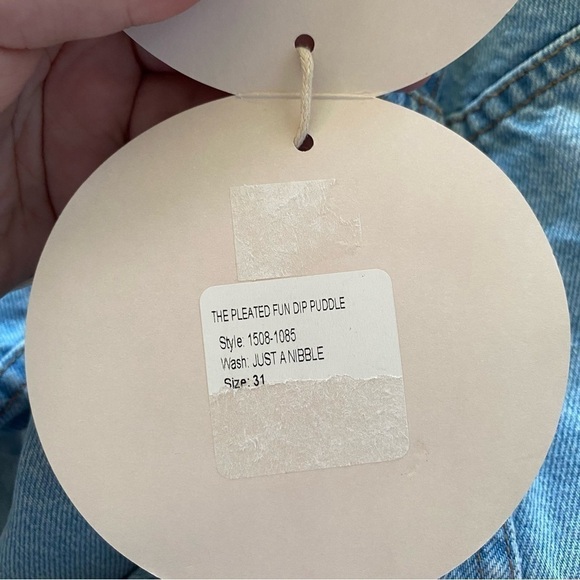 THE PLEATED FUN DIP PUDDLE
Style: 1508-1085
Wash: JUST A NIBBLE
Size: 31